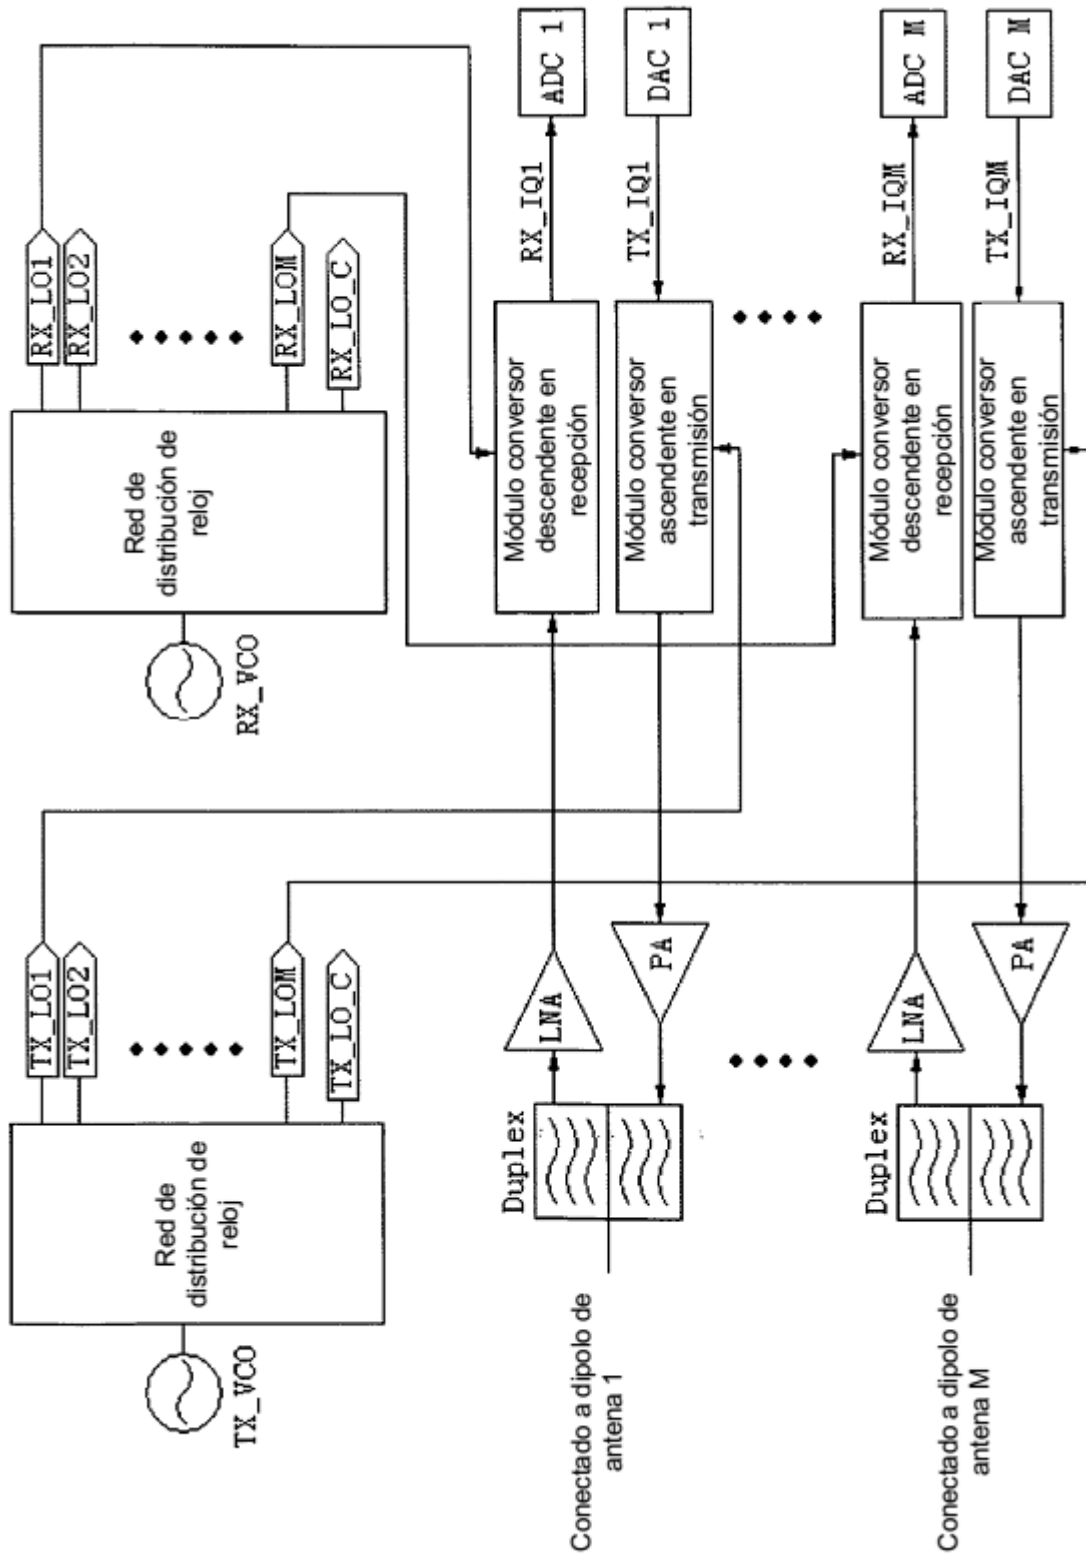 TX_VCO
Red de
distribución de
reloj
TX_LO1
TX_LO2
TX_LOM
TX_LO_C
RX_VCO
Red de
distribución de
reloj
RX_LO1
RX_LO2
RX_LOM
RX_LO_C
Conectado a dipolo de
antena 1
Duplex
LNA
PA
Módulo conversor
descendente en
recepción
Módulo conversor
ascendente en
transmisión
RX_IQ1
TX_IQ1
ADC 1
DAC 1
Conectado a dipolo de
antena M
Duplex
LNA
PA
Módulo conversor
descendente en
recepción
Módulo conversor
ascendente en
transmisión
RX_IQM
TX_IQM
ADC M
DAC M